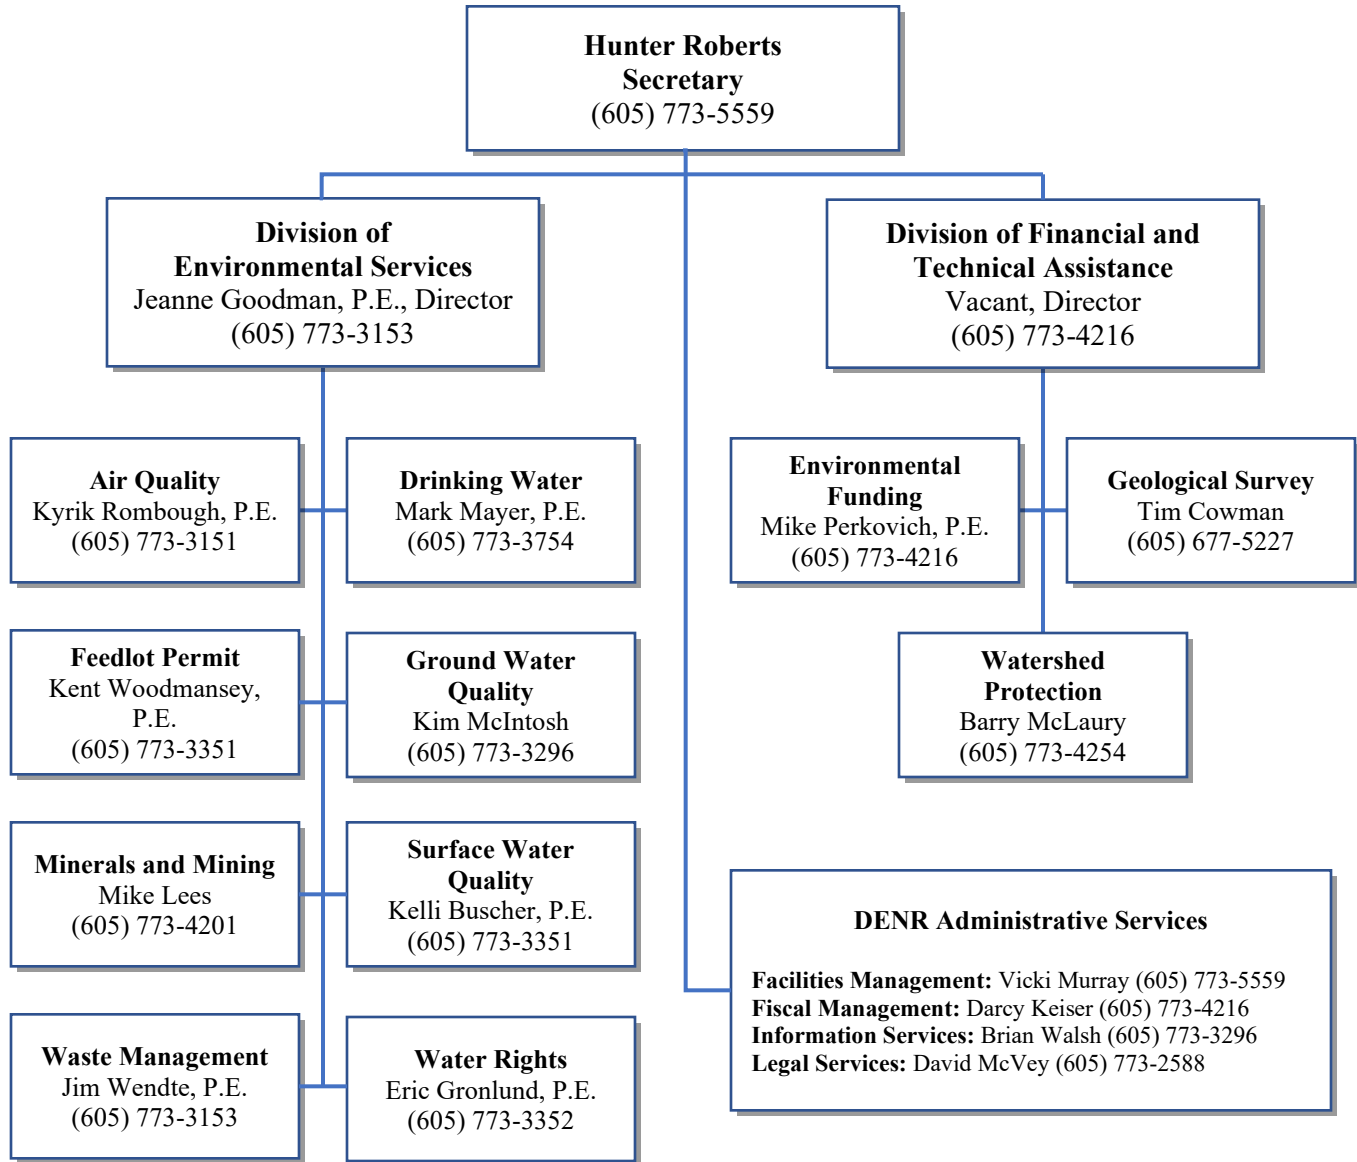 Hunter Roberts
Secretary
(605) 773-5559
Division of
Environmental Services
Jeanne Goodman, P.E., Director
(605) 773-3153
Division of Financial and
Technical Assistance
Vacant, Director
(605) 773-4216
Air Quality
Kyrik Rombough, P.E.
(605) 773-3151
Drinking Water
Mark Mayer, P.E.
(605) 773-3754
Environmental
Funding
Mike Perkovich, P.E.
(605) 773-4216
Geological Survey
Tim Cowman
(605) 677-5227
Feedlot Permit
Kent Woodmansey,
P.E.
(605) 773-3351
Ground Water
Quality
Kim McIntosh
(605) 773-3296
Watershed
Protection
Barry McLaury
(605) 773-4254
Minerals and Mining
Mike Lees
(605) 773-4201
Surface Water
Quality
Kelli Buscher, P.E.
(605) 773-3351
DENR Administrative Services
Facilities Management: Vicki Murray (605) 773-5559
Fiscal Management: Darcy Keiser (605) 773-4216
Information Services: Brian Walsh (605) 773-3296
Legal Services: David McVey (605) 773-2588
Waste Management
Jim Wendte, P.E.
(605) 773-3153
Water Rights
Eric Gronlund, P.E.
(605) 773-3352